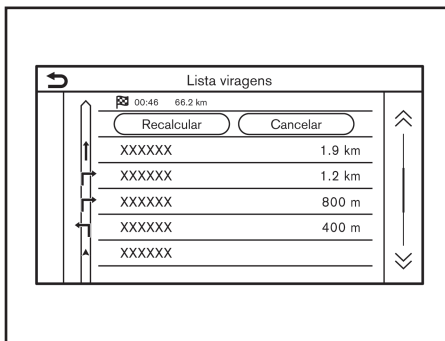 Lista viragens
00:46 66.2 km
Recalcular Cancelar
XXXXXX 1.9 km
XXXXXX 1.2 km
XXXXXX 800 m
XXXXXX 400 m
XXXXXX